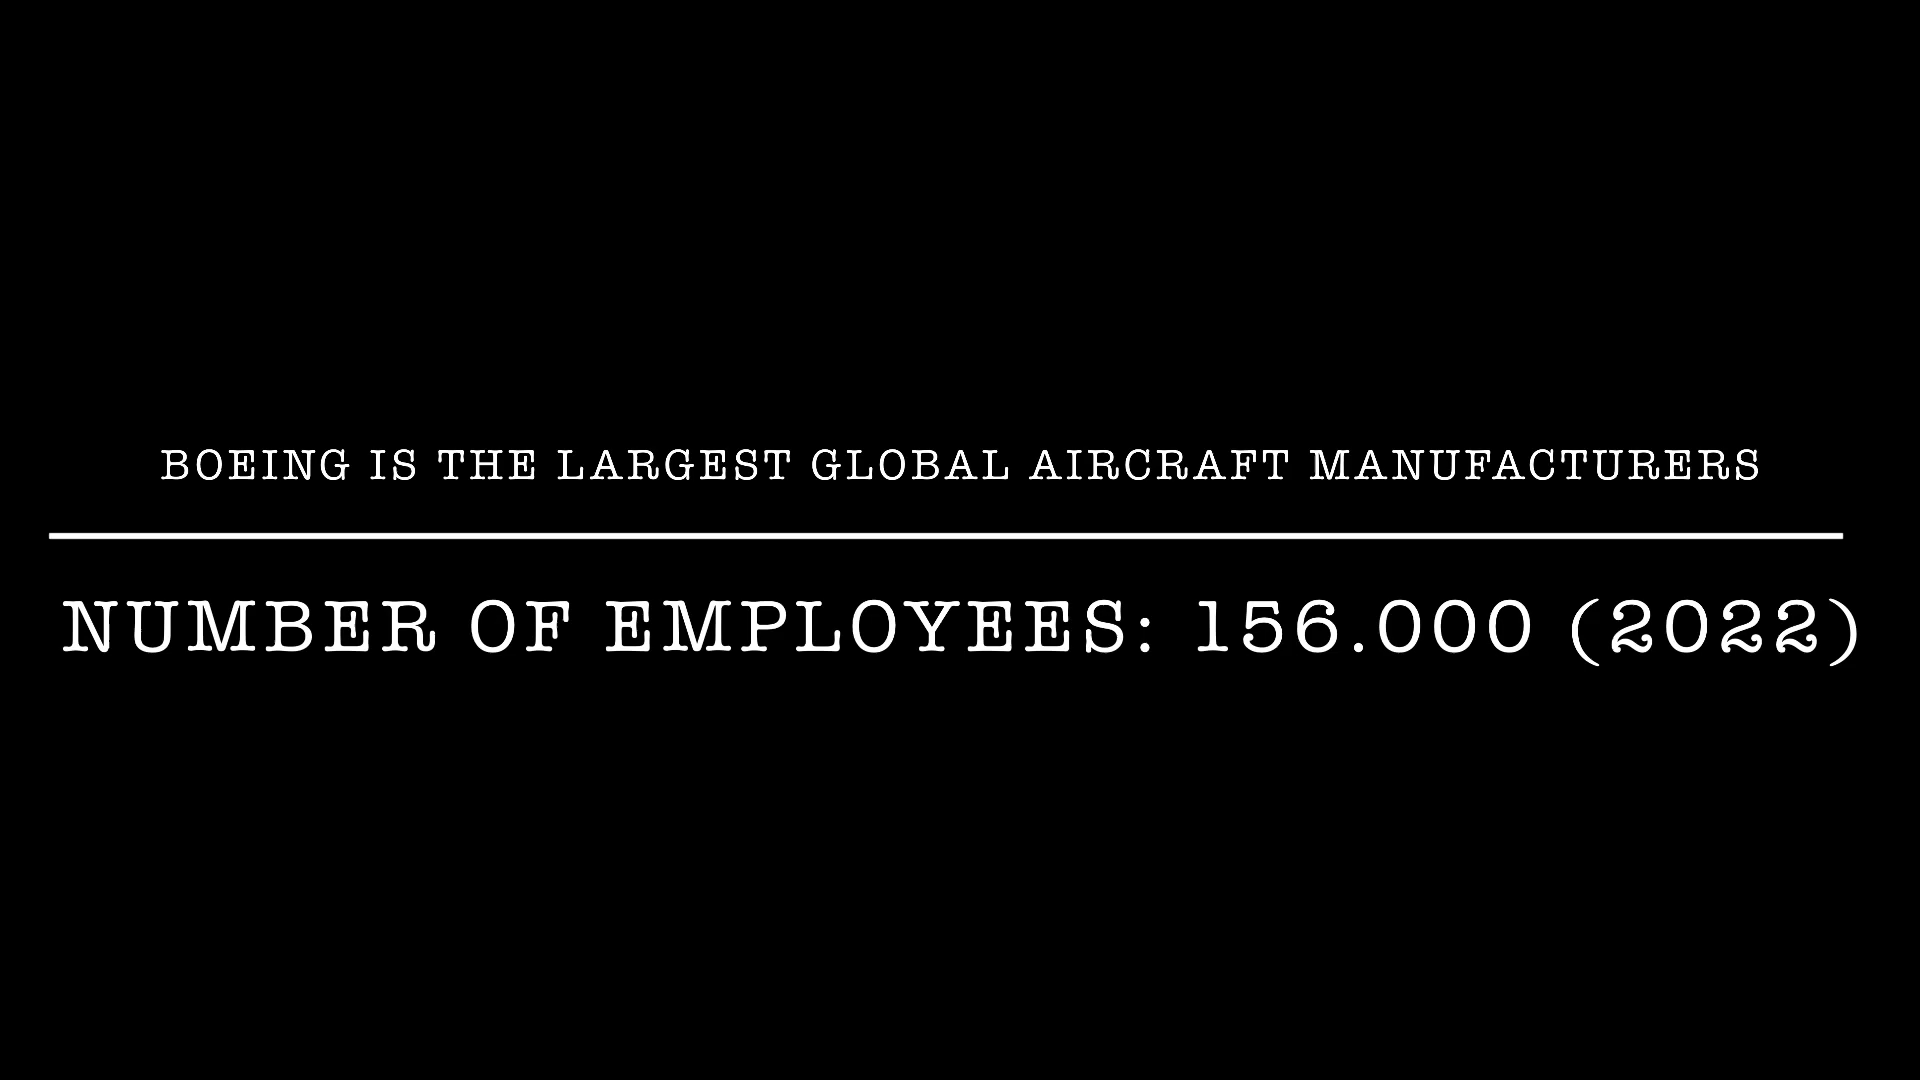 BOEING IS THE LARGEST GLOBAL AIRCRAFT MANUFACTURERS
NUMBER OF EMPLOYEES: 156.000 (2022)